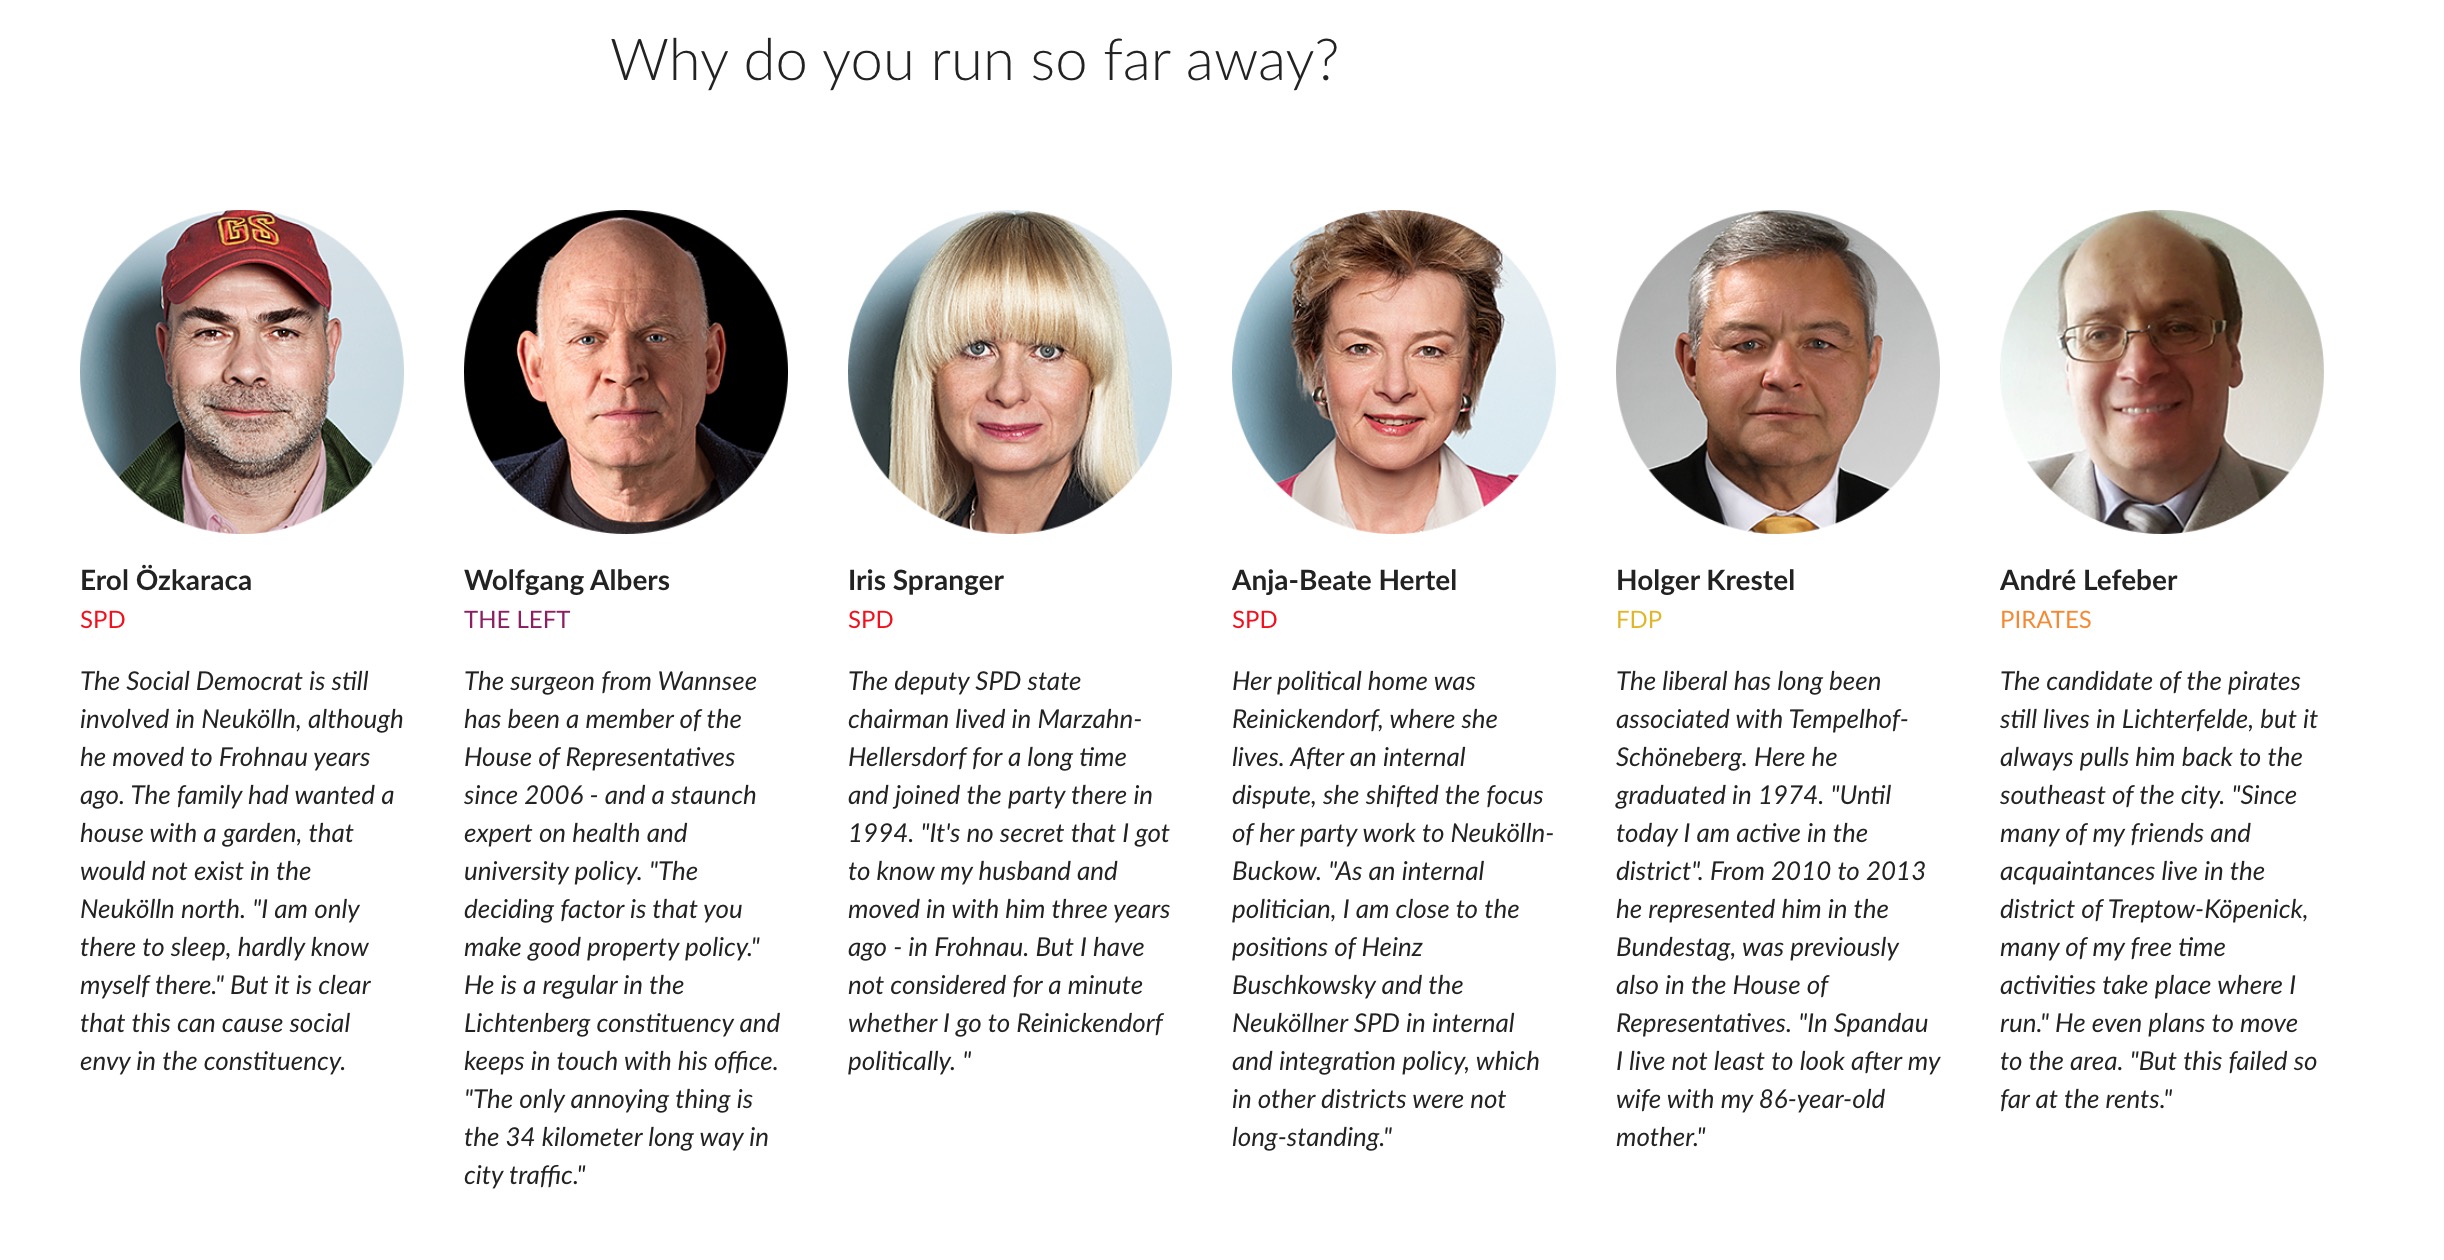 Why do you run so far away?
GS
Erol Özkaraca
SPD
The Social Democrat is still
involved in Neukölln, although
he moved to Frohnau years
ago. The family had wanted a
house with a garden, that
would not exist in the
Neukölln north. "I am only
there to sleep, hardly know
myself there." But it is clear
that this can cause social
envy in the constituency.
Wolfgang Albers
THE LEFT
The surgeon from Wannsee
has been a member of the
House of Representatives
since 2006 - and a staunch
expert on health and
university policy. "The
deciding factor is that you
make good property policy."
He is a regular in the
Lichtenberg constituency and
keeps in touch with his office.
"The only annoying thing is
the 34 kilometer long way in
city traffic."
Iris Spranger
SPD
The deputy SPD state
chairman lived in Marzahn-
Hellersdorf for a long time
and joined the party there in
1994. "It's no secret that I got
to know my husband and
moved in with him three years
ago - in Frohnau. But I have
not considered for a minute
whether I go to Reinickendorf
politically. "
Anja-Beate Hertel
SPD
Her political home was
Reinickendorf, where she
lives. After an internal
dispute, she shifted the focus
of her party work to Neukölln-
Buckow. "As an internal
politician, I am close to the
positions of Heinz
Buschkowsky and the
Neuköllner SPD in internal
and integration policy, which
in other districts were not
long-standing."
Holger Krestel
FDP
The liberal has long been
associated with Tempelhof-
Schöneberg. Here he
graduated in 1974. "Until
today I am active in the
district". From 2010 to 2013
he represented him in the
Bundestag, was previously
also in the House of
Representatives. "In Spandau
I live not least to look after my
wife with my 86-year-old
mother."
André Lefeber
PIRATES
The candidate of the pirates
still lives in Lichterfelde, but it
always pulls him back to the
southeast of the city. "Since
many of my friends and
acquaintances live in the
district of Treptow-Köpenick,
many of my free time
activities take place where I
run." He even plans to move
to the area. "But this failed so
far at the rents."